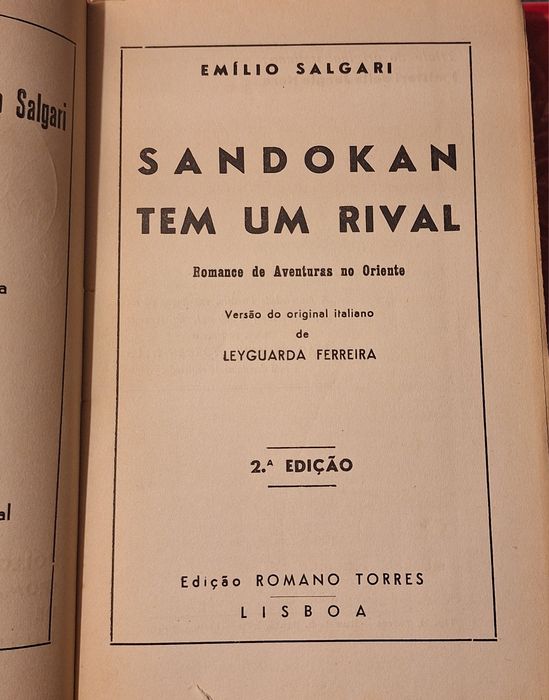 Salgari
a
al
EMÍLIO SALGARI
SANDOKAN
TEM UM RIVAL
Romance de Aventuras no Oriente
Versão do original italiano
de
LEYGUARDA FERREIRA
2.ª EDIÇÃO
Edição ROMANO TORRES
LISBOA